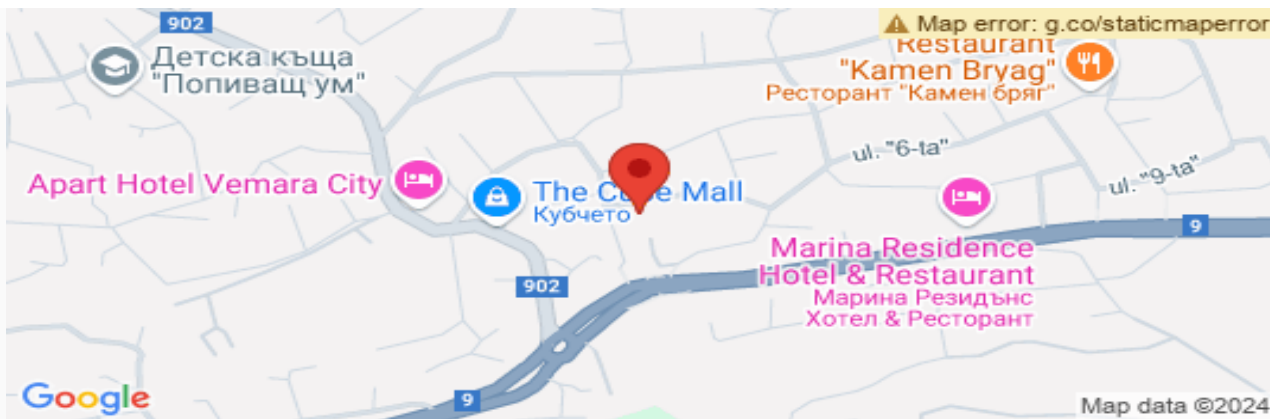 902
Map error: g.co/staticmaperror
Детска къща
"Попиващ ум"
Restaurant
"Kamen Bryag"
Ресторант "Камен бряг"
ul. "6-ta"
ul. "9-ta"
Apart Hotel Vemara City
The Cube Mall
Кубчето
9
Marina Residence
Hotel & Restaurant
Марина Резидънс
Хотел & Ресторант
902
9
Google
Map data ©2024